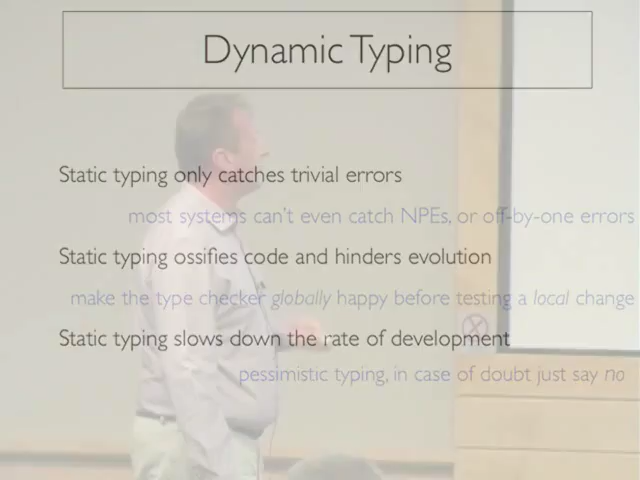 Dynamic Typing
Static typing only catches trivial errors
most systems can't even catch NPEs, or off-by-one errors
Static typing ossifies code and hinders evolution
make the type checker globally happy before testing a local change
Static typing slows down the rate of development
pessimistic typing, in case of doubt just say no